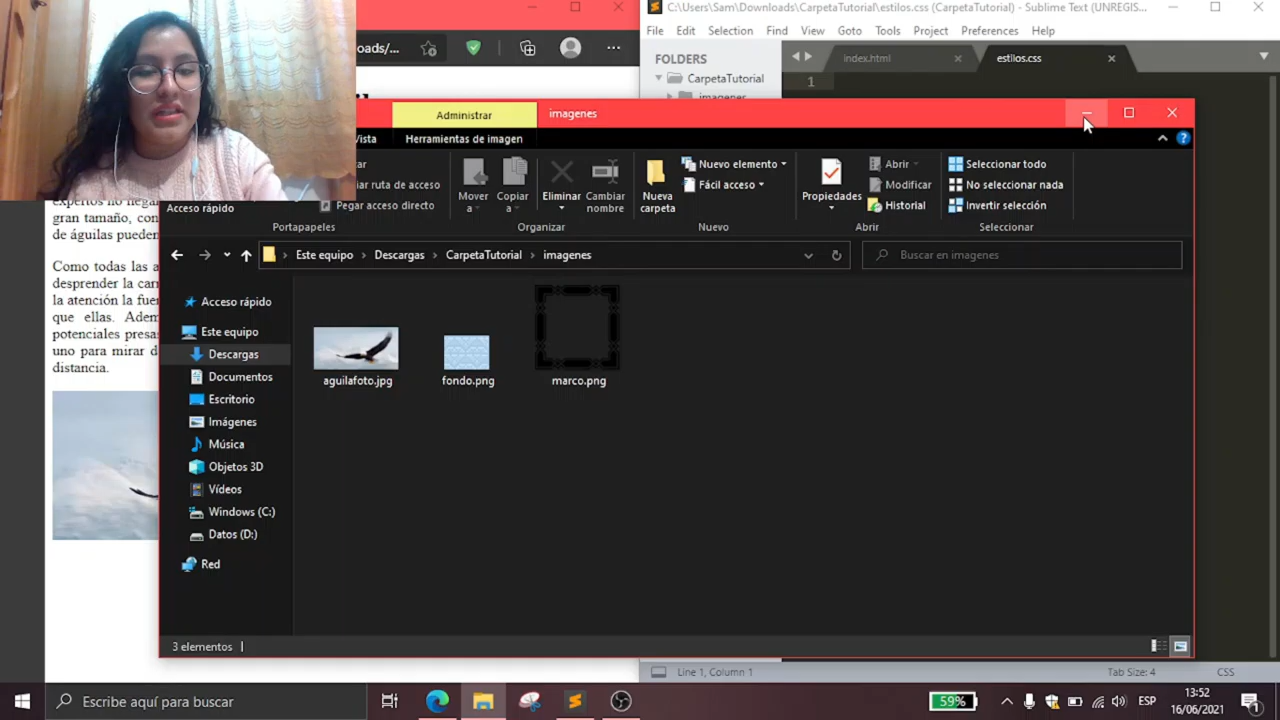 oads/...
C:\Users\Sam\Downloads\CarpetaTutorial\estilos.css (CarpetaTutorial) - Sublime Text (UNREGIS...
File Edit Selection Find View Goto Tools Project Preferences Help
FOLDERS
CarpetaTutorial
imagenes
index.html
estilos.css
1
Administrar
imagenes
Vista
Herramientas de imagen
Mover a
Copiar a
Eliminar
Cambiar nombre
Nueva carpeta
Nuevo elemento
Fácil acceso
Propiedades
Abrir
Modificar
Historial
Seleccionar todo
No seleccionar nada
Invertir selección
ar ruta de acceso
Pegar acceso directo
Acceso rápido
Portapapeles
Organizar
Nuevo
Abrir
Seleccionar
gran tamaño, con
de águilas pueden
Como todas las a
desprender la carn
la atención la fuer
que ellas. Adem
potenciales presas
uno para mirar d
distancia.
Este equipo > Descargas > CarpetaTutorial > imagenes
Buscar en imagenes
Acceso rápido
Este equipo
Descargas
Documentos
Escritorio
Imágenes
Música
Objetos 3D
Vídeos
Windows (C:)
Datos (D:)
Red
aguilafoto.jpg
fondo.png
marco.png
3 elementos
Line 1, Column 1
Tab Size: 4
CSS
Escribe aquí para buscar
59%
ESP
13:52
16/06/2021
1